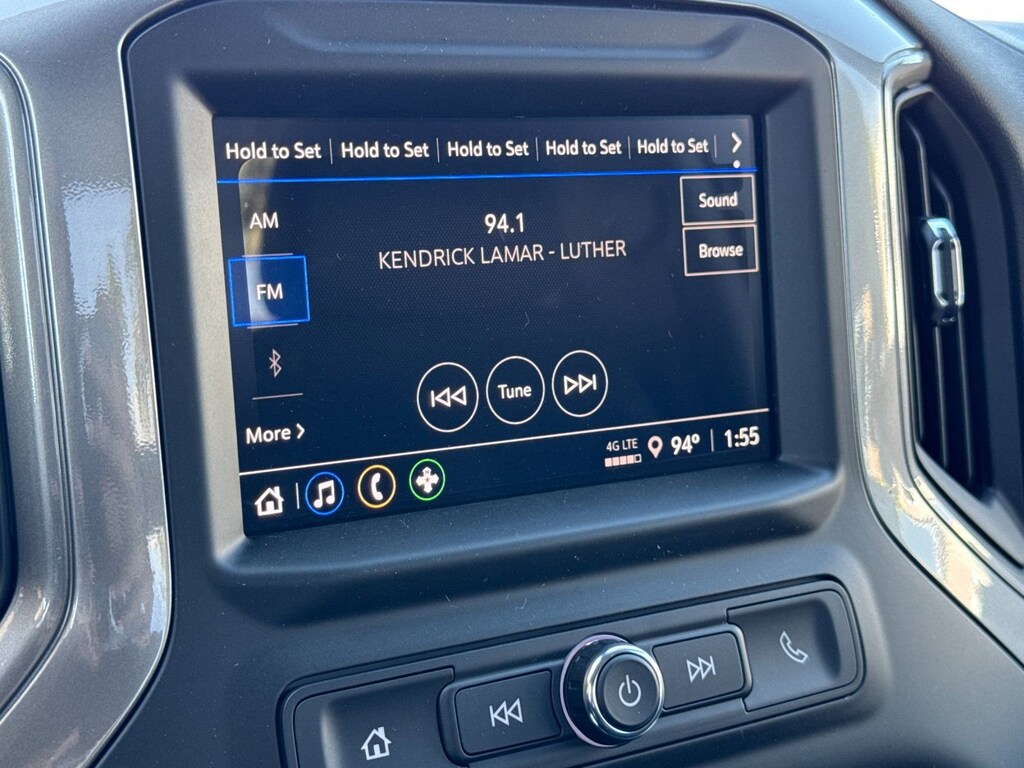 Hold to Set Hold to Set Hold to Set Hold to Set Hold to Set
AM
94.1
Sound
KENDRICK LAMAR - LUTHER
Browse
FM
Tune
More
4G LTE
94° 1:55